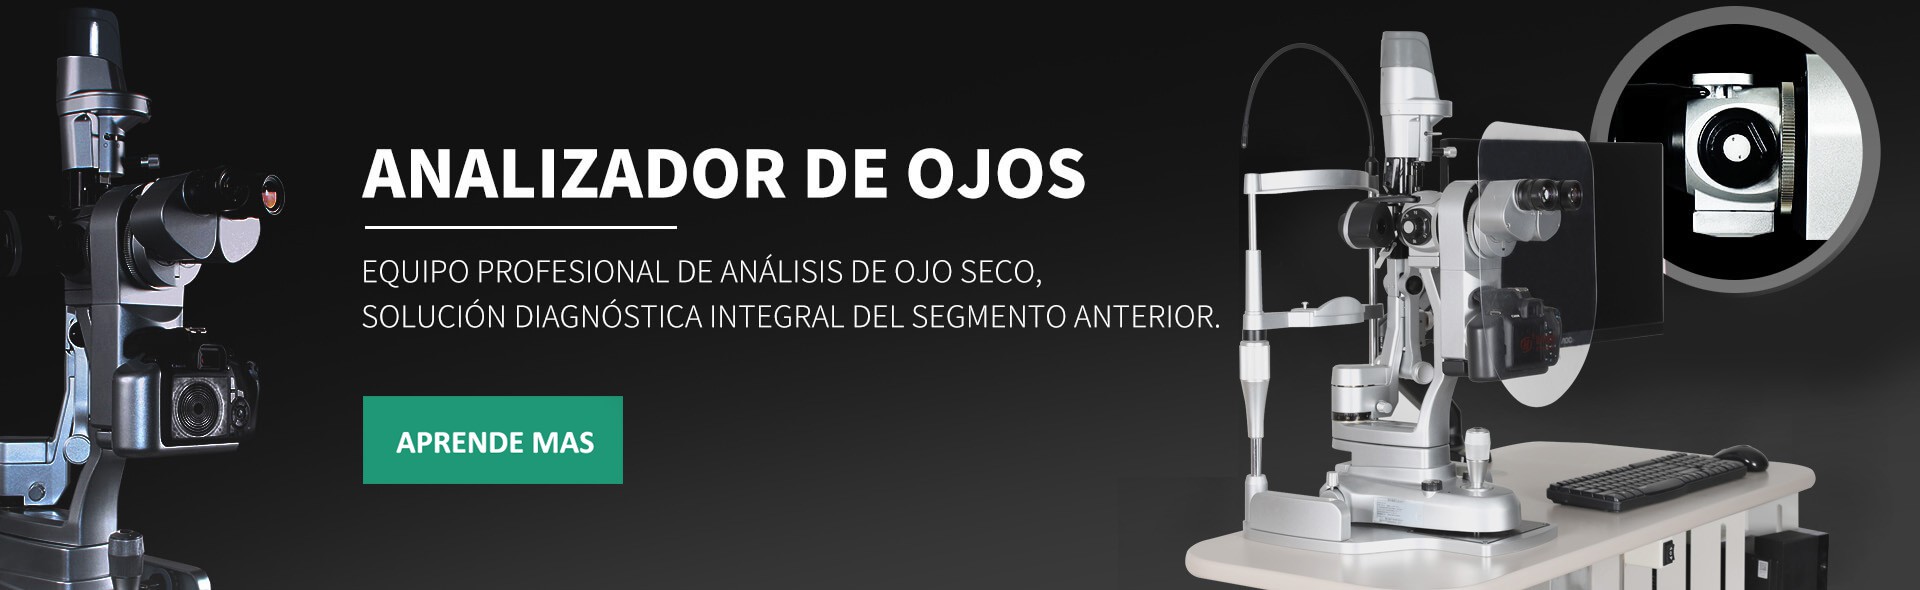 ANALIZADOR DE OJOS
EQUIPO PROFESIONAL DE ANÁLISIS DE OJO SECO,
SOLUCIÓN DIAGNÓSTICA INTEGRAL DEL SEGMENTO ANTERIOR.
APRENDE MAS